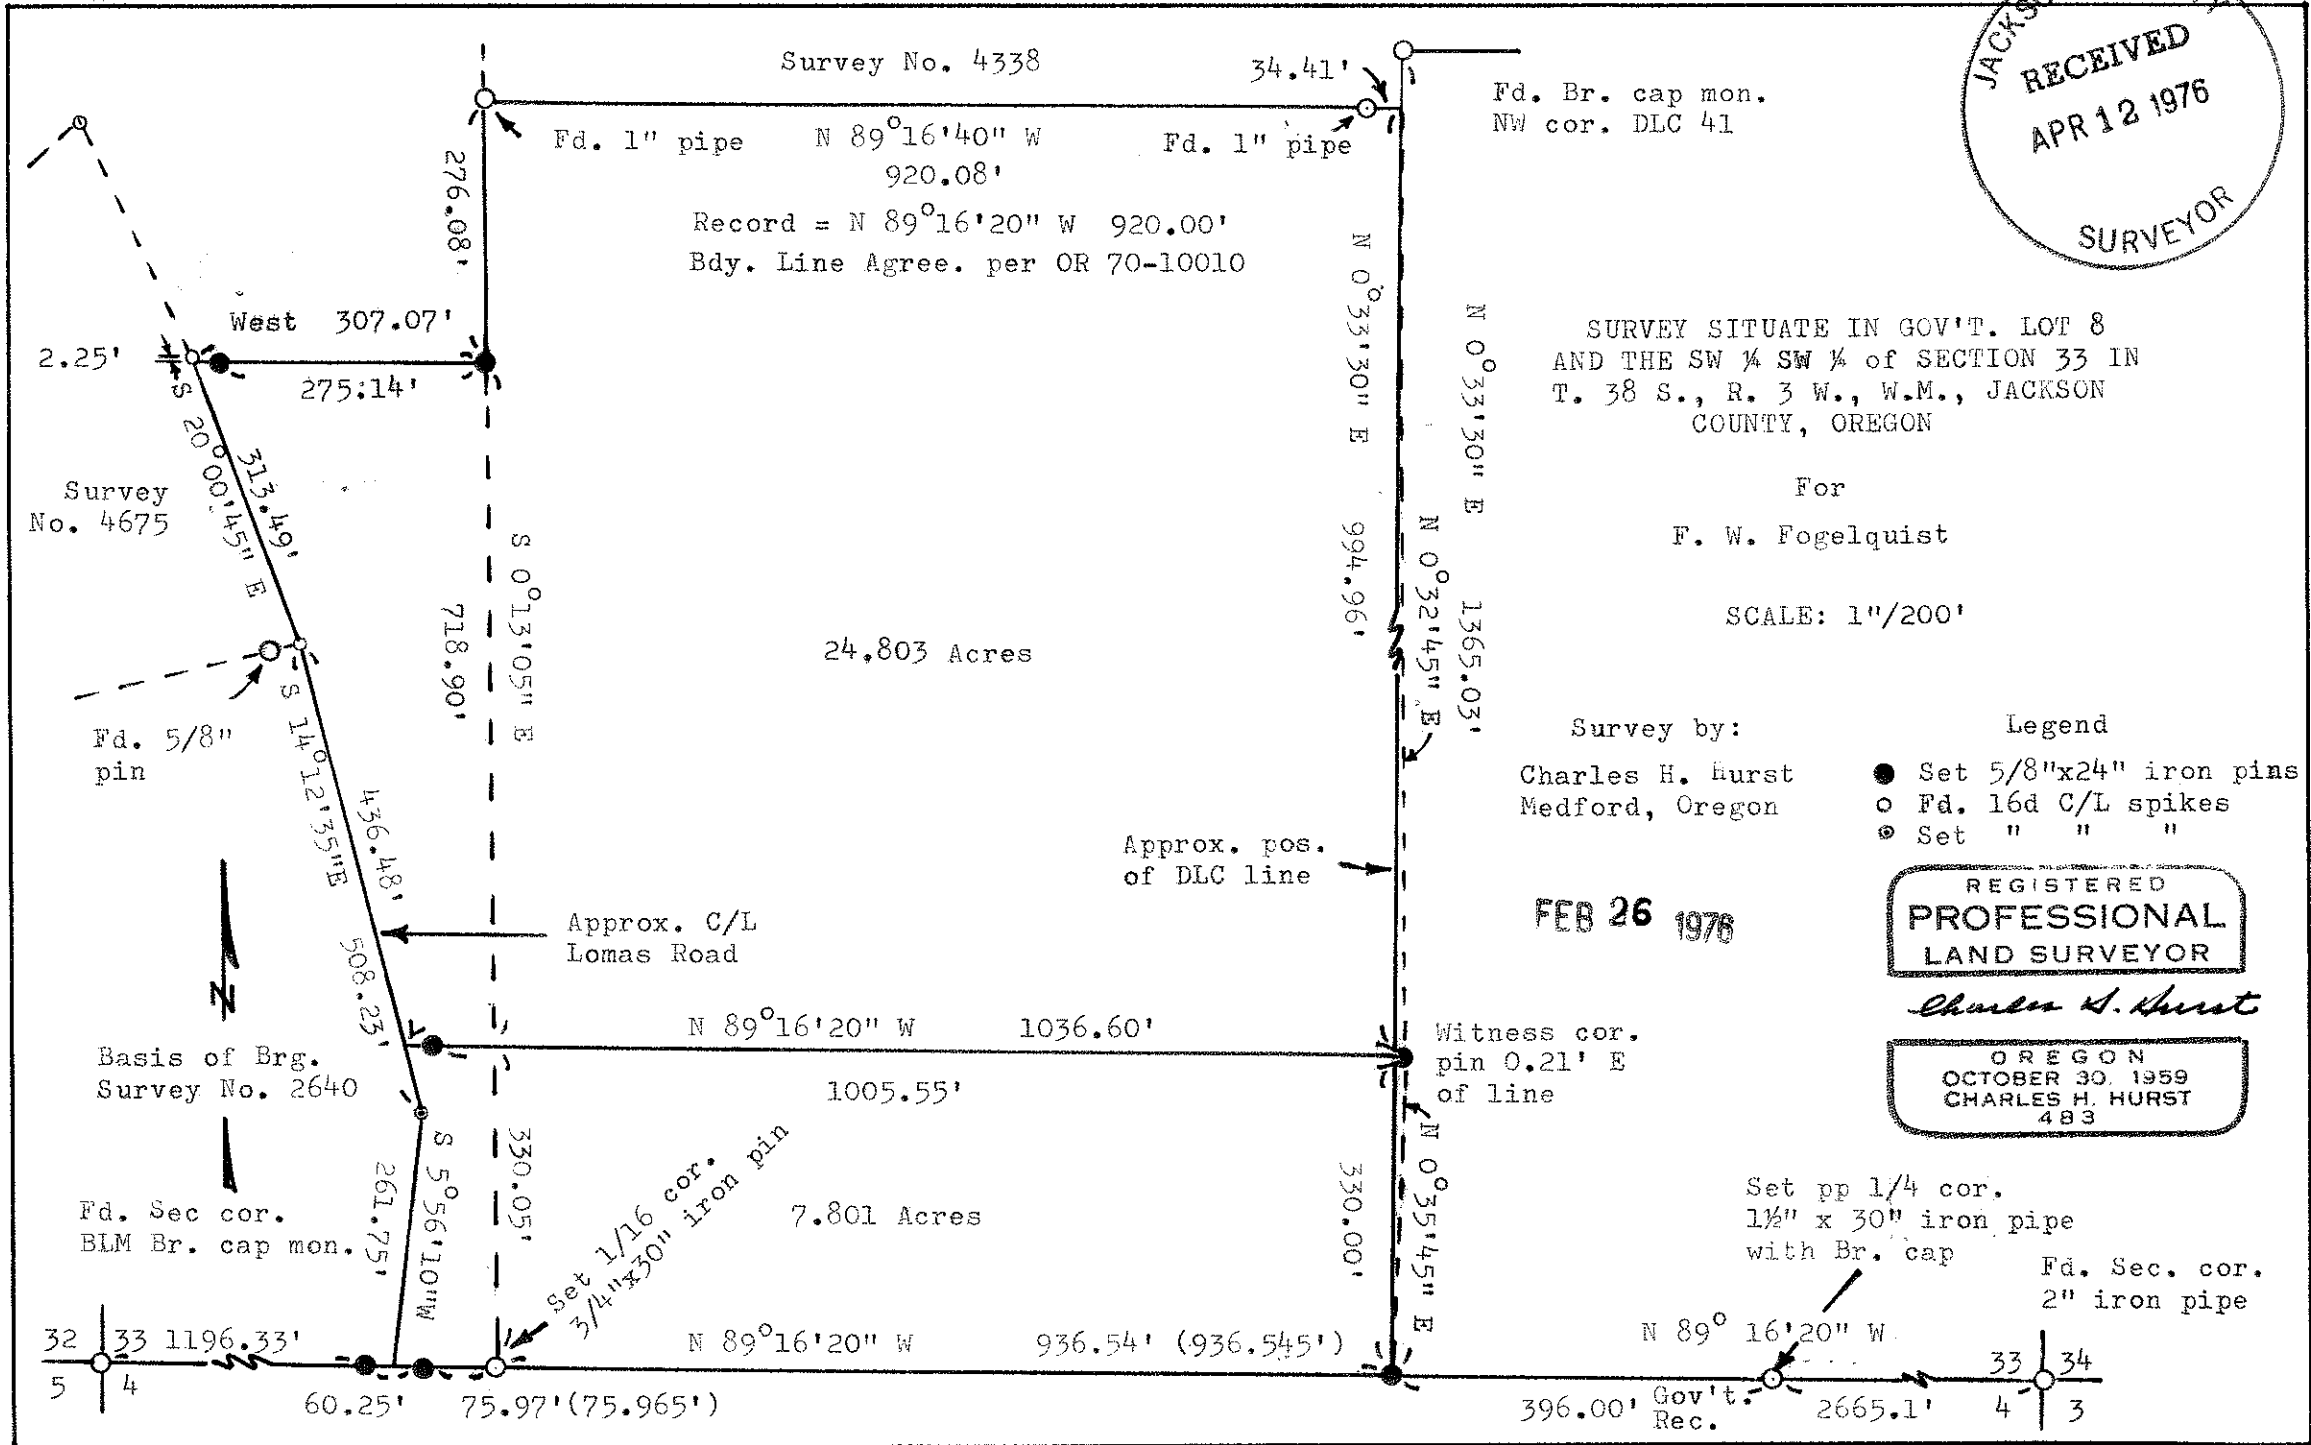 Survey No. 4338
34.41'
Fd. 1" pipe
N 89°16'40" W
920.08'
Fd. 1" pipe
Record = N 89°16'20" W 920.00'
Bdy. Line Agree. per OR 70-10010
Fd. Br. cap mon.
NW cor. DLC 41
RECEIVED
APR 12 1976
SURVEYOR
276.08'
West 307.07'
275.14'
2.25'
S 20°00'45" E
313.49'
Survey
No. 4675
Fd. 5/8"
pin
S 14°12'35"E
436.48'
508.23'
S 0°13'05" E
718.90'
24.803 Acres
N 0°33'30" E 994.96'
N 0°33'30" E 1365.03'
N 0°32'45" E
SURVEY SITUATE IN GOV'T. LOT 8
AND THE SW ¼ SW ¼ of SECTION 33 IN
T. 38 S., R. 3 W., W.M., JACKSON
COUNTY, OREGON
For
F. W. Fogelquist
SCALE: 1"/200'
Survey by:
Charles H. Hurst
Medford, Oregon
Legend
Set 5/8"x24" iron pins
Fd. 16d C/L spikes
Set " " "
FEB 26 1976
REGISTERED
PROFESSIONAL
LAND SURVEYOR
Charles H. Hurst
OREGON
OCTOBER 30, 1959
CHARLES H. HURST
483
Approx. pos.
of DLC line
Approx. C/L
Lomas Road
N
Basis of Brg.
Survey No. 2640
N 89°16'20" W 1036.60'
1005.55'
Witness cor.
pin 0.21' E
of line
S 5°56'10"W
261.75'
330.05'
Set 1/16 cor.
3/4"x30" iron pin
7.801 Acres
330.00'
N 0°35'45" E
Fd. Sec cor.
BLM Br. cap mon.
Set pp 1/4 cor.
1½" x 30" iron pipe
with Br. cap
Fd. Sec. cor.
2" iron pipe
32 33 1196.33'
5 4
60.25'
75.97'(75.965')
N 89°16'20" W 936.54' (936.545')
N 89° 16'20" W
396.00' Gov't.
Rec.
2665.1'
33 34
4 3